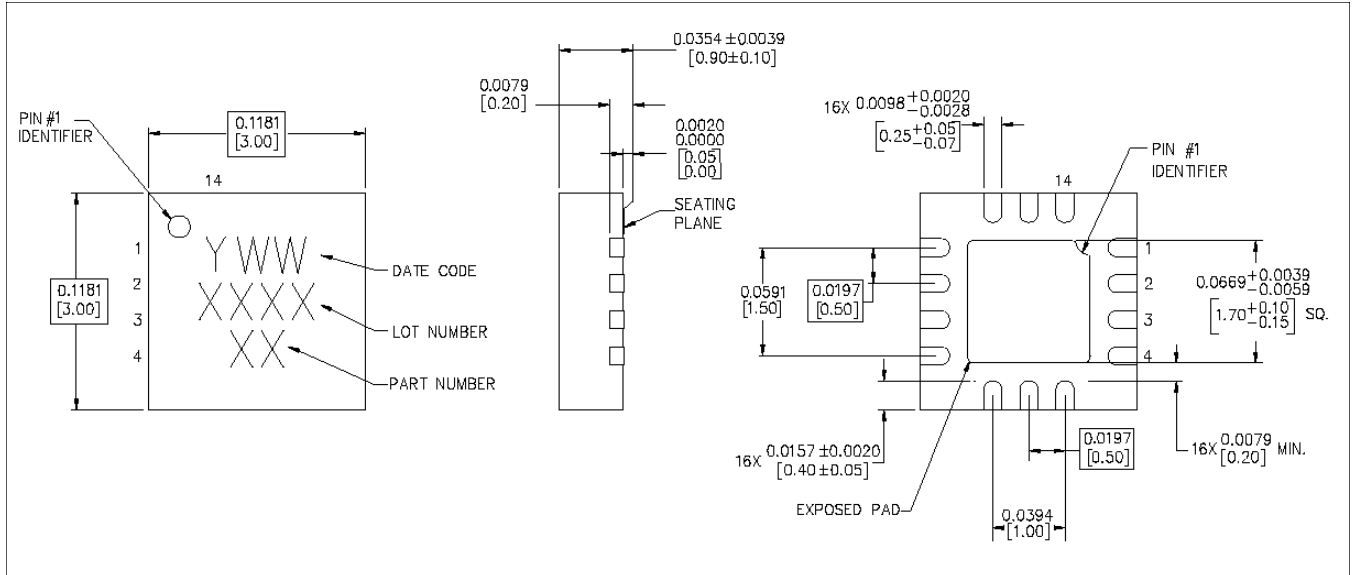 PIN #1
IDENTIFIER
0.1181
[3.00]
14
0.1181
[3.00]
1
2
3
4
Y WWW
XXXX
XX
DATE CODE
LOT NUMBER
PART NUMBER
0.0354 ±0.0039
[0.90±0.10]
0.0079
[0.20]
0.0020
0.0000
[0.05
0.00]
SEATING
PLANE
16X 0.0098 +0.0020
-0.0028
[0.25 +0.05
-0.07]
14
PIN #1
IDENTIFIER
1
2
3
4
0.0591
[1.50]
0.0197
[0.50]
0.0669 +0.0039
-0.0059
[1.70 +0.10
-0.15] SQ.
16X 0.0157 ±0.0020
[0.40 ±0.05]
0.0197
[0.50]
16X 0.0079 MIN.
[0.20]
EXPOSED PAD
0.0394
[1.00]